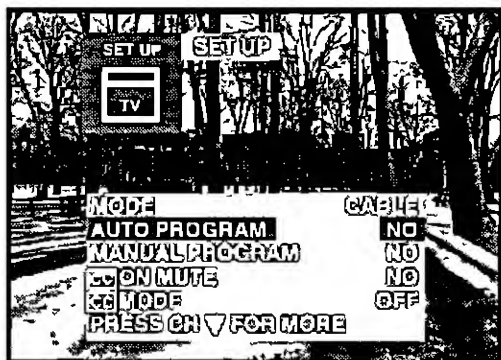 SET UP SET UP
TV
MODE CABLE
AUTO PROGRAM NO
MANUAL PROGRAM NO
CC ON MUTE NO
CC MODE OFF
PRESS CH ▽ FOR MORE